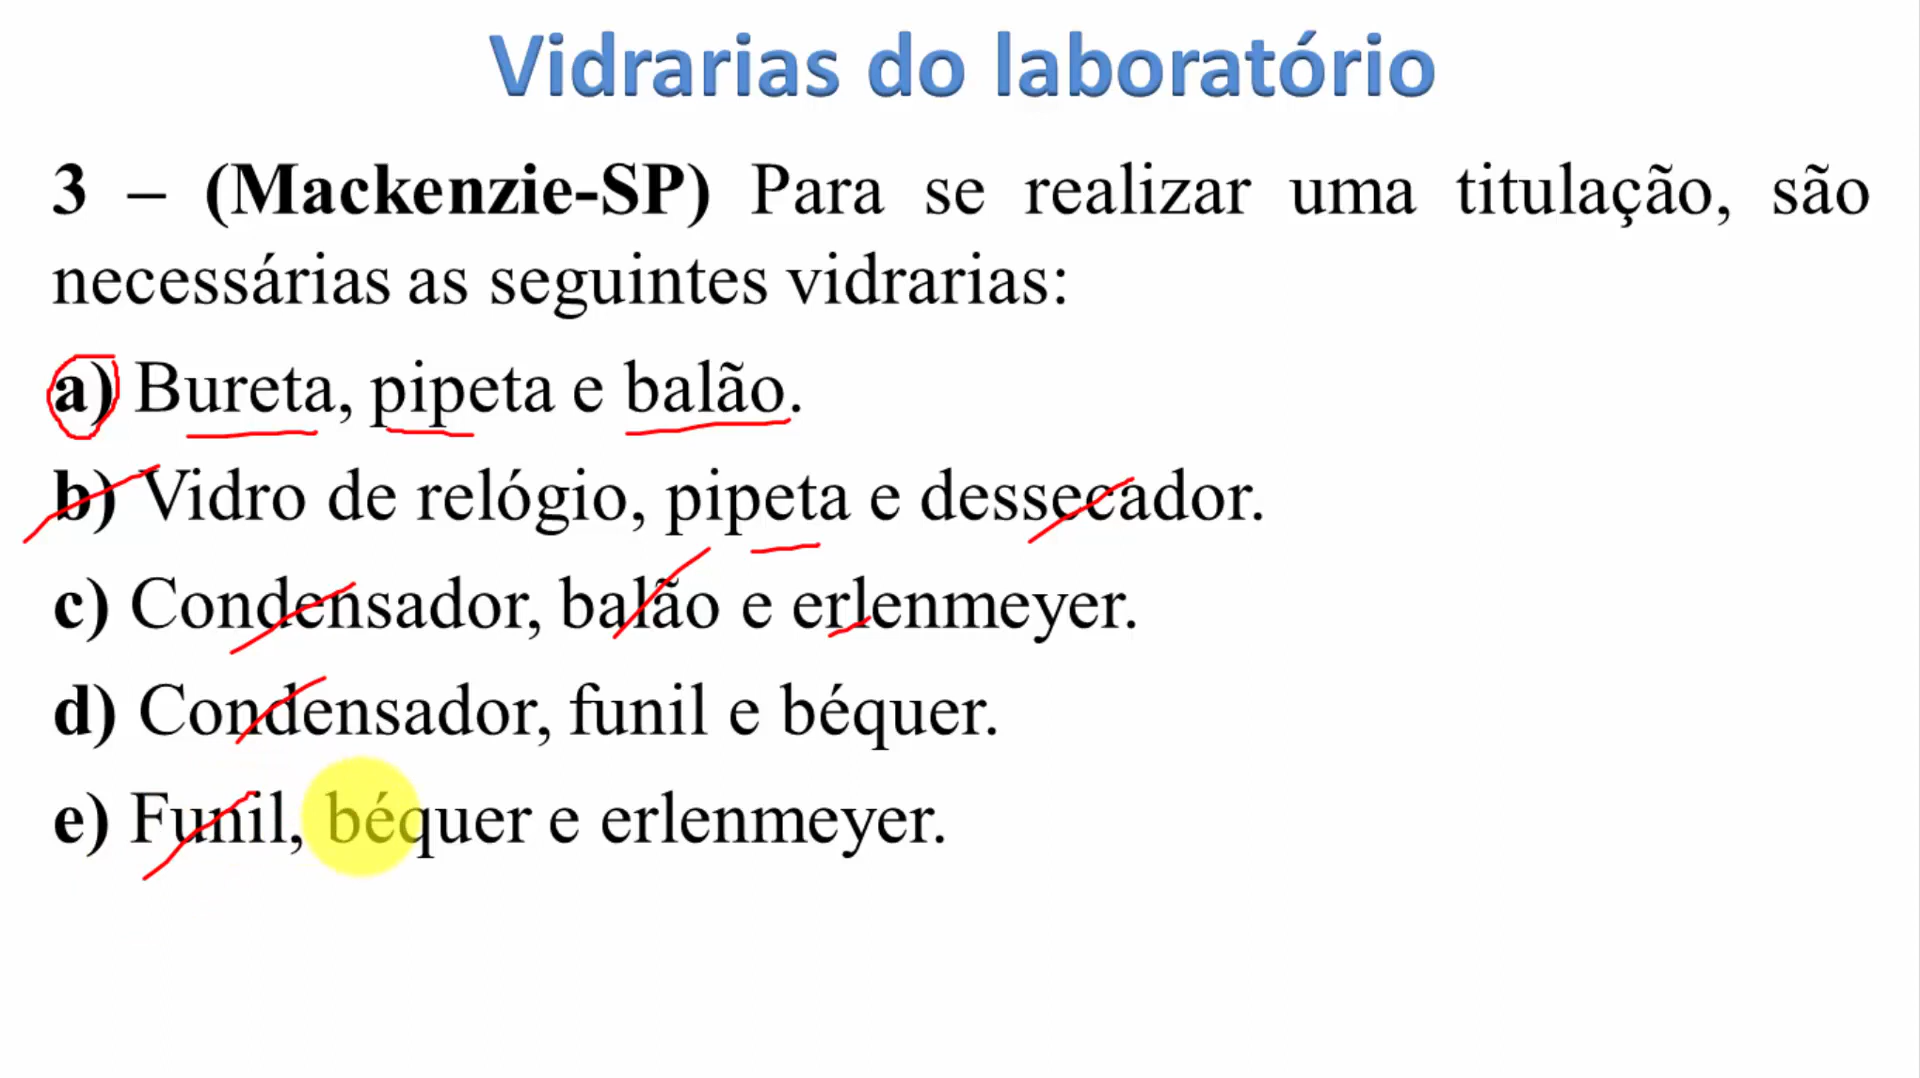 Vidrarias do laboratório
3 – (Mackenzie-SP) Para se realizar uma titulação, são
necessárias as seguintes vidrarias:
a) Bureta, pipeta e balão.
b) Vidro de relógio, pipeta e dessecador.
c) Condensador, balão e erlenmeyer.
d) Condensador, funil e béquer.
e) Funil, béquer e erlenmeyer.